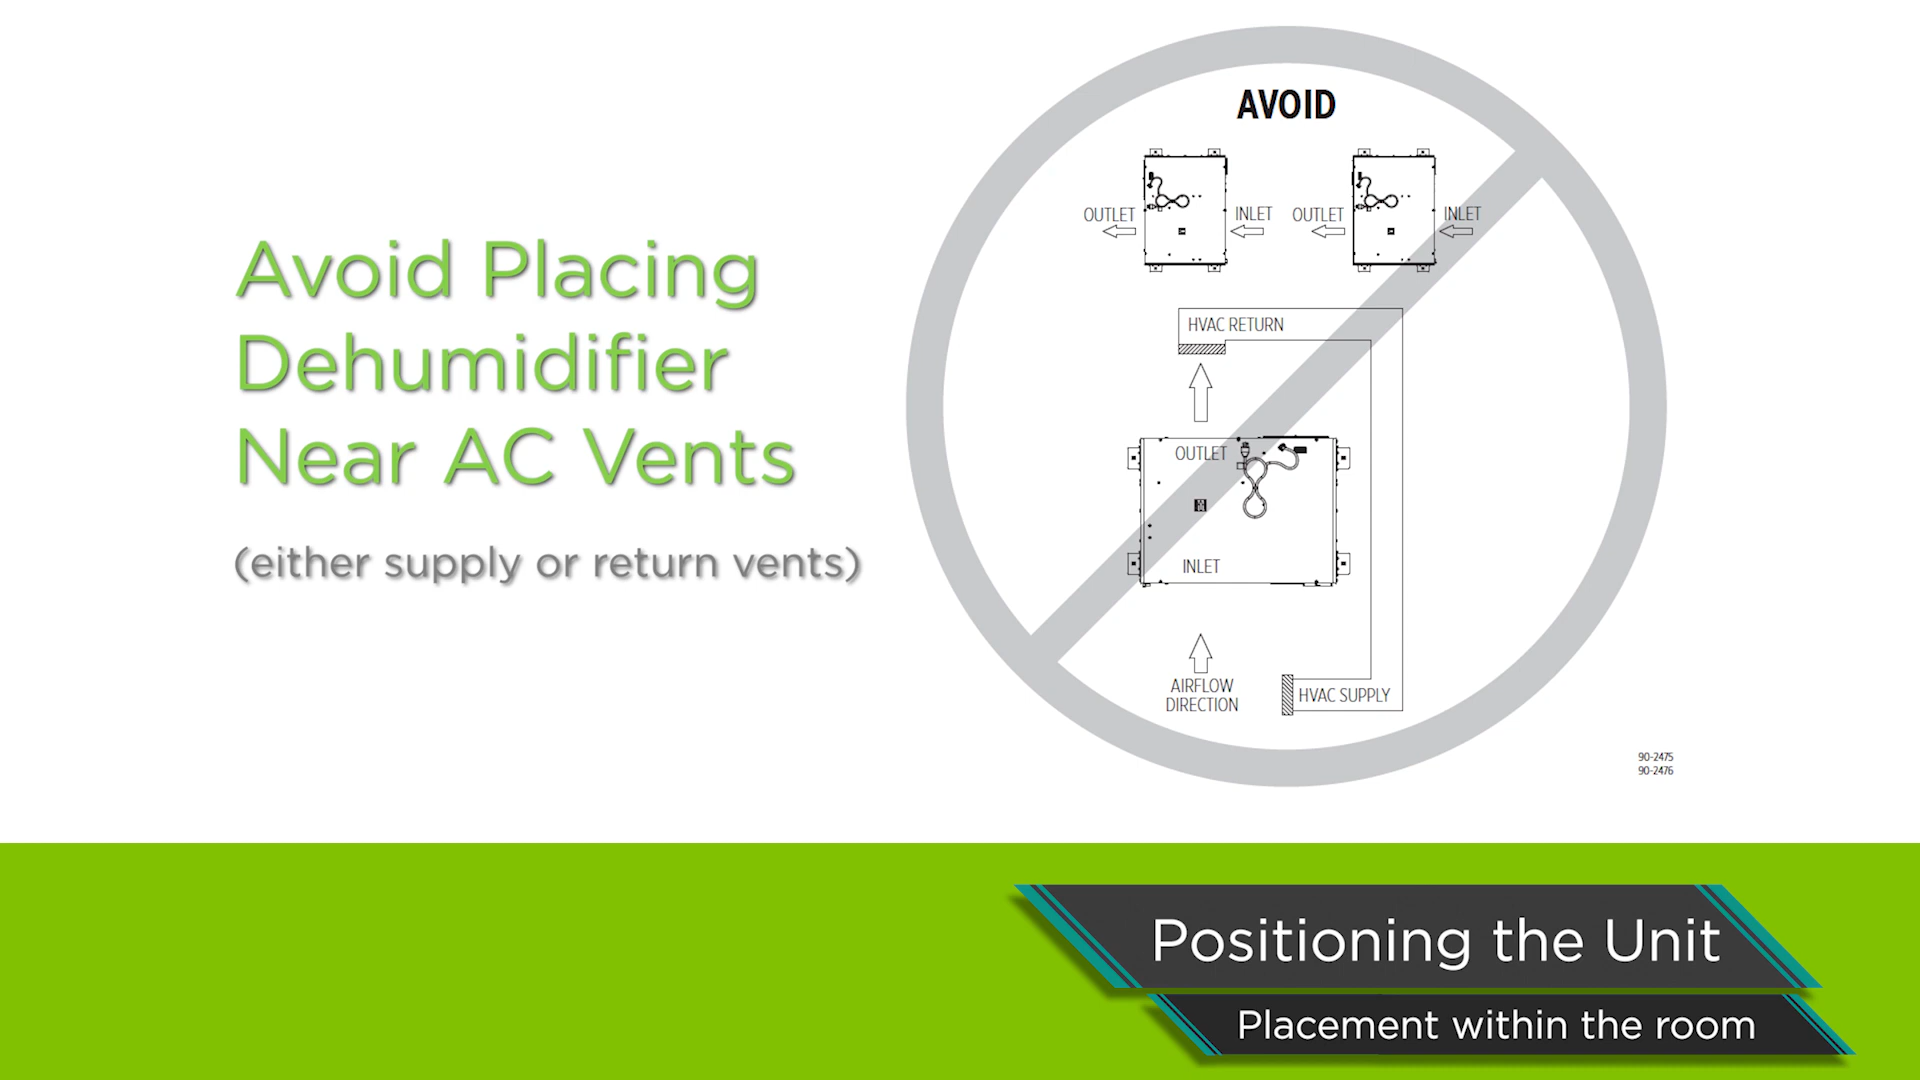 Avoid Placing
Dehumidifier
Near AC Vents
(either supply or return vents)
AVOID
OUTLET
INLET
OUTLET
INLET
HVAC RETURN
OUTLET
INLET
AIRFLOW
DIRECTION
HVAC SUPPLY
90-2475
90-2476
Positioning the Unit
Placement within the room